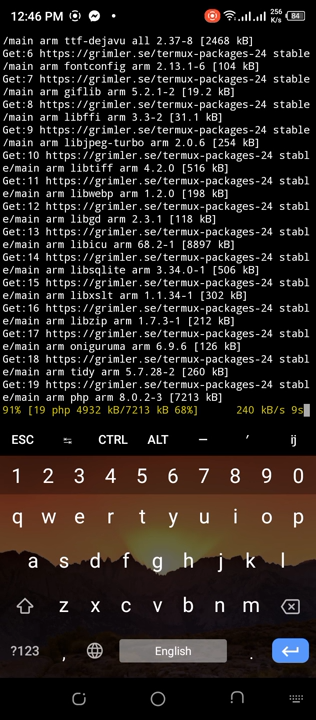 12:46 PM
256 K/s
84
/main arm ttf-dejavu all 2.37-8 [2468 kB]
Get:6 https://grimler.se/termux-packages-24 stable
/main arm fontconfig 2.13.1-6 [104 kB]
Get:7 https://grimler.se/termux-packages-24 stable
/main arm giflib 5.2.1-2 [19.2 kB]
Get:8 https://grimler.se/termux-packages-24 stable
/main arm libffi 3.3-2 [31.1 kB]
Get:9 https://grimler.se/termux-packages-24 stable
/main arm libjpeg-turbo arm 2.0.6 [254 kB]
Get:10 https://grimler.se/termux-packages-24 stabl
e/main arm libtiff arm 4.2.0 [516 kB]
Get:11 https://grimler.se/termux-packages-24 stabl
e/main arm libwebp arm 1.2.0 [198 kB]
Get:12 https://grimler.se/termux-packages-24 stabl
e/main arm libgd arm 2.3.1 [118 kB]
Get:13 https://grimler.se/termux-packages-24 stabl
e/main arm libicu arm 68.2-1 [8897 kB]
Get:14 https://grimler.se/termux-packages-24 stabl
e/main arm libsqlite arm 3.34.0-1 [506 kB]
Get:15 https://grimler.se/termux-packages-24 stabl
e/main arm libxslt arm 1.1.34-1 [302 kB]
Get:16 https://grimler.se/termux-packages-24 stabl
e/main arm libzip arm 1.7.3-1 [212 kB]
Get:17 https://grimler.se/termux-packages-24 stabl
e/main arm oniguruma arm 6.9.6 [126 kB]
Get:18 https://grimler.se/termux-packages-24 stabl
e/main arm tidy arm 5.7.28-2 [260 kB]
Get:19 https://grimler.se/termux-packages-24 stabl
e/main arm php arm 8.0.2-3 [7213 kB]
91% [19 php 4932 kB/7213 kB 68%] 240 kB/s 9s
ESC CTRL ALT – ′ ij
1 2 3 4 5 6 7 8 9 0
q w e r t y u i o p
a s d f g h j k l
z x c v b n m
?123 , English .